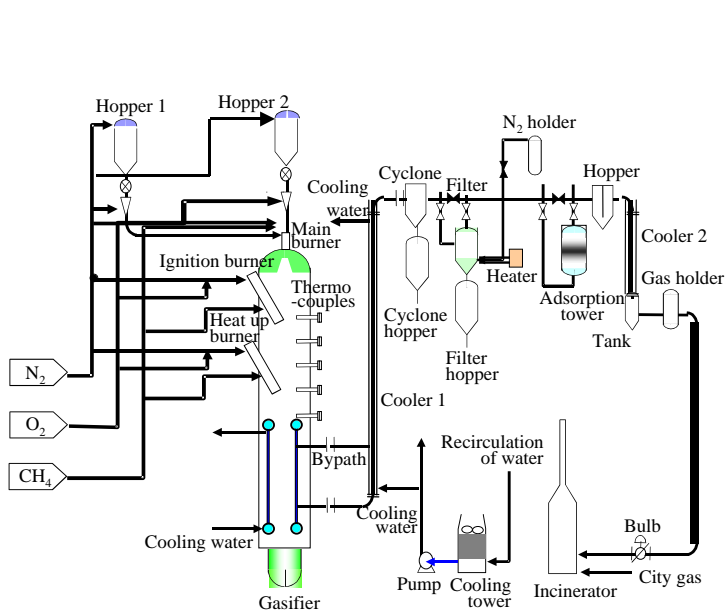 Hopper 1
Hopper 2
N2 holder
Cyclone
Filter
Hopper
Cooling
water
Main
burner
Cooler 2
Ignition burner
Heater
Gas holder
Thermo
-couples
Adsorption
tower
Cyclone
hopper
Heat up
burner
Tank
Filter
hopper
N2
Cooler 1
O2
Recirculation
of water
Bypath
CH4
Cooling
water
Bulb
Cooling water
Pump
Cooling
tower
Incinerator
City gas
Gasifier